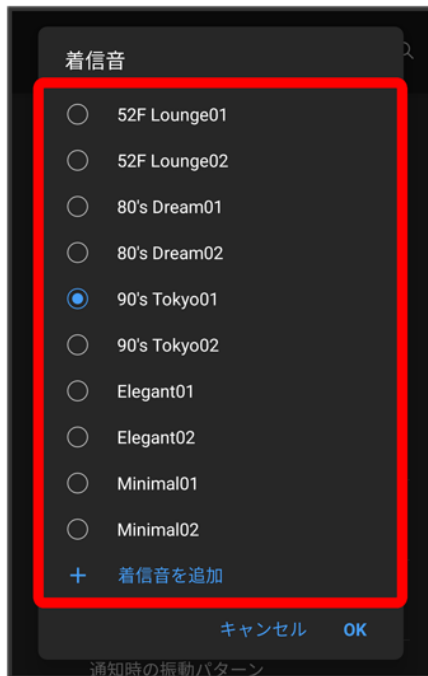 着信音
52F Lounge01
52F Lounge02
80's Dream01
80's Dream02
90's Tokyo01
90's Tokyo02
Elegant01
Elegant02
Minimal01
Minimal02
着信音を追加
キャンセル OK
通知時の振動パターン